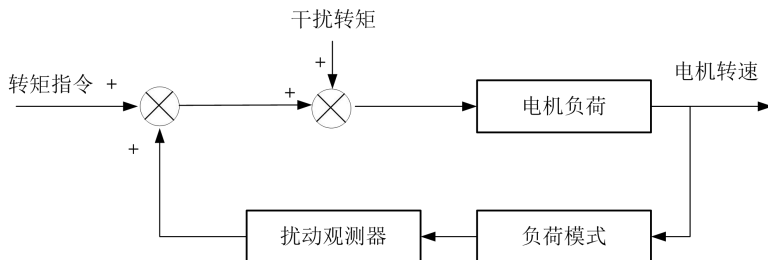 干扰转矩
+
转矩指令 +
+
电机负荷
电机转速
+
扰动观测器
负荷模式